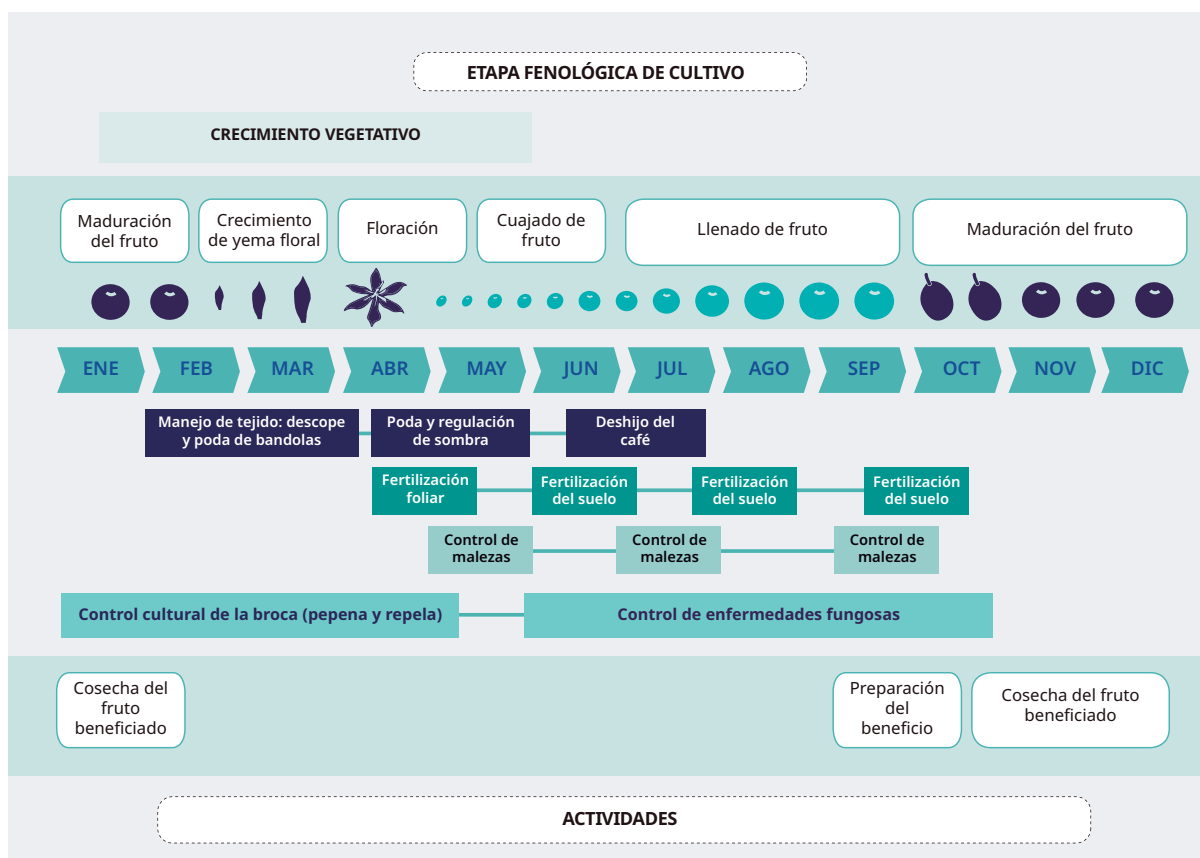 ETAPA FENOLÓGICA DE CULTIVO
CRECIMIENTO VEGETATIVO
Maduración
del fruto
Crecimiento
de yema floral
Floración
Cuajado de
fruto
Llenado de fruto
Maduración del fruto
ENE
FEB
MAR
ABR
MAY
JUN
JUL
AGO
SEP
OCT
NOV
DIC
Manejo de tejido: descope
y poda de bandolas
Poda y regulación
de sombra
Deshijo del
café
Fertilización
foliar
Fertilización
del suelo
Fertilización
del suelo
Fertilización
del suelo
Control de
malezas
Control de
malezas
Control de
malezas
Control cultural de la broca (pepena y repela)
Control de enfermedades fungosas
Cosecha del
fruto
beneficiado
Preparación
del
beneficio
Cosecha del fruto
beneficiado
ACTIVIDADES